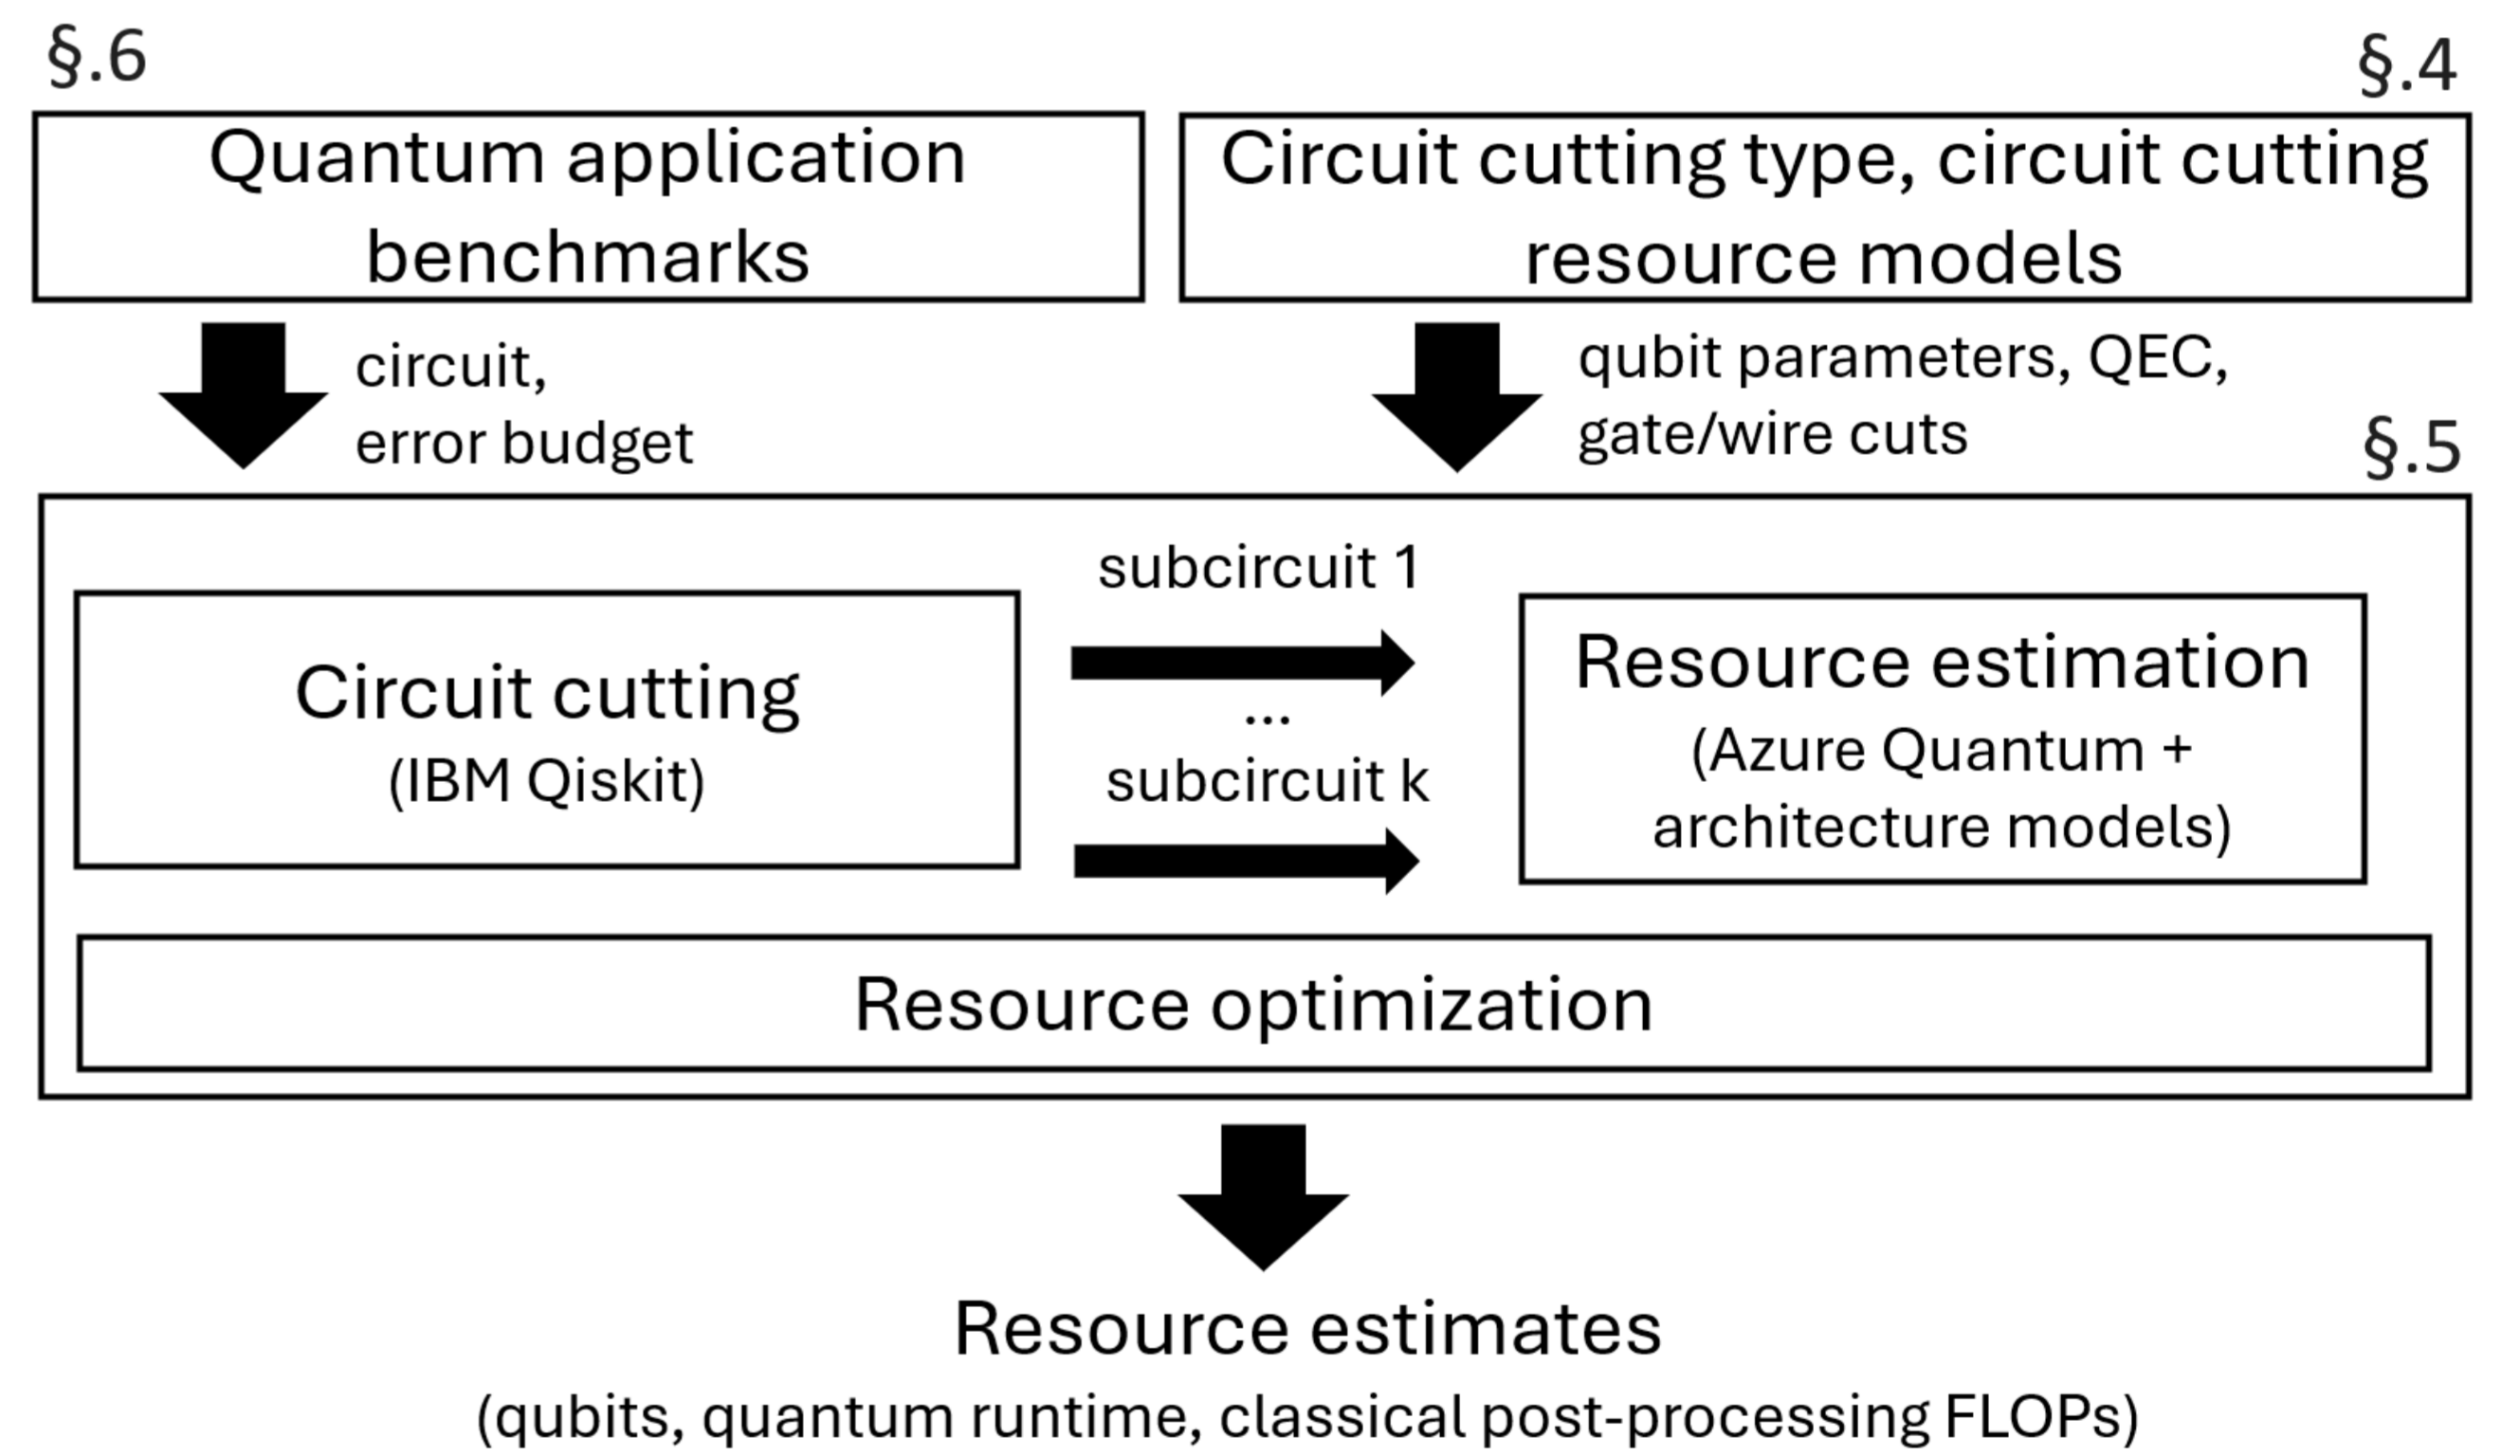 §.6
§.4
Quantum application
benchmarks
Circuit cutting type, circuit cutting
resource models
circuit,
error budget
qubit parameters, QEC,
gate/wire cuts
§.5
Circuit cutting
(IBM Qiskit)
subcircuit 1
...
subcircuit k
Resource estimation
(Azure Quantum +
architecture models)
Resource optimization
Resource estimates
(qubits, quantum runtime, classical post-processing FLOPs)